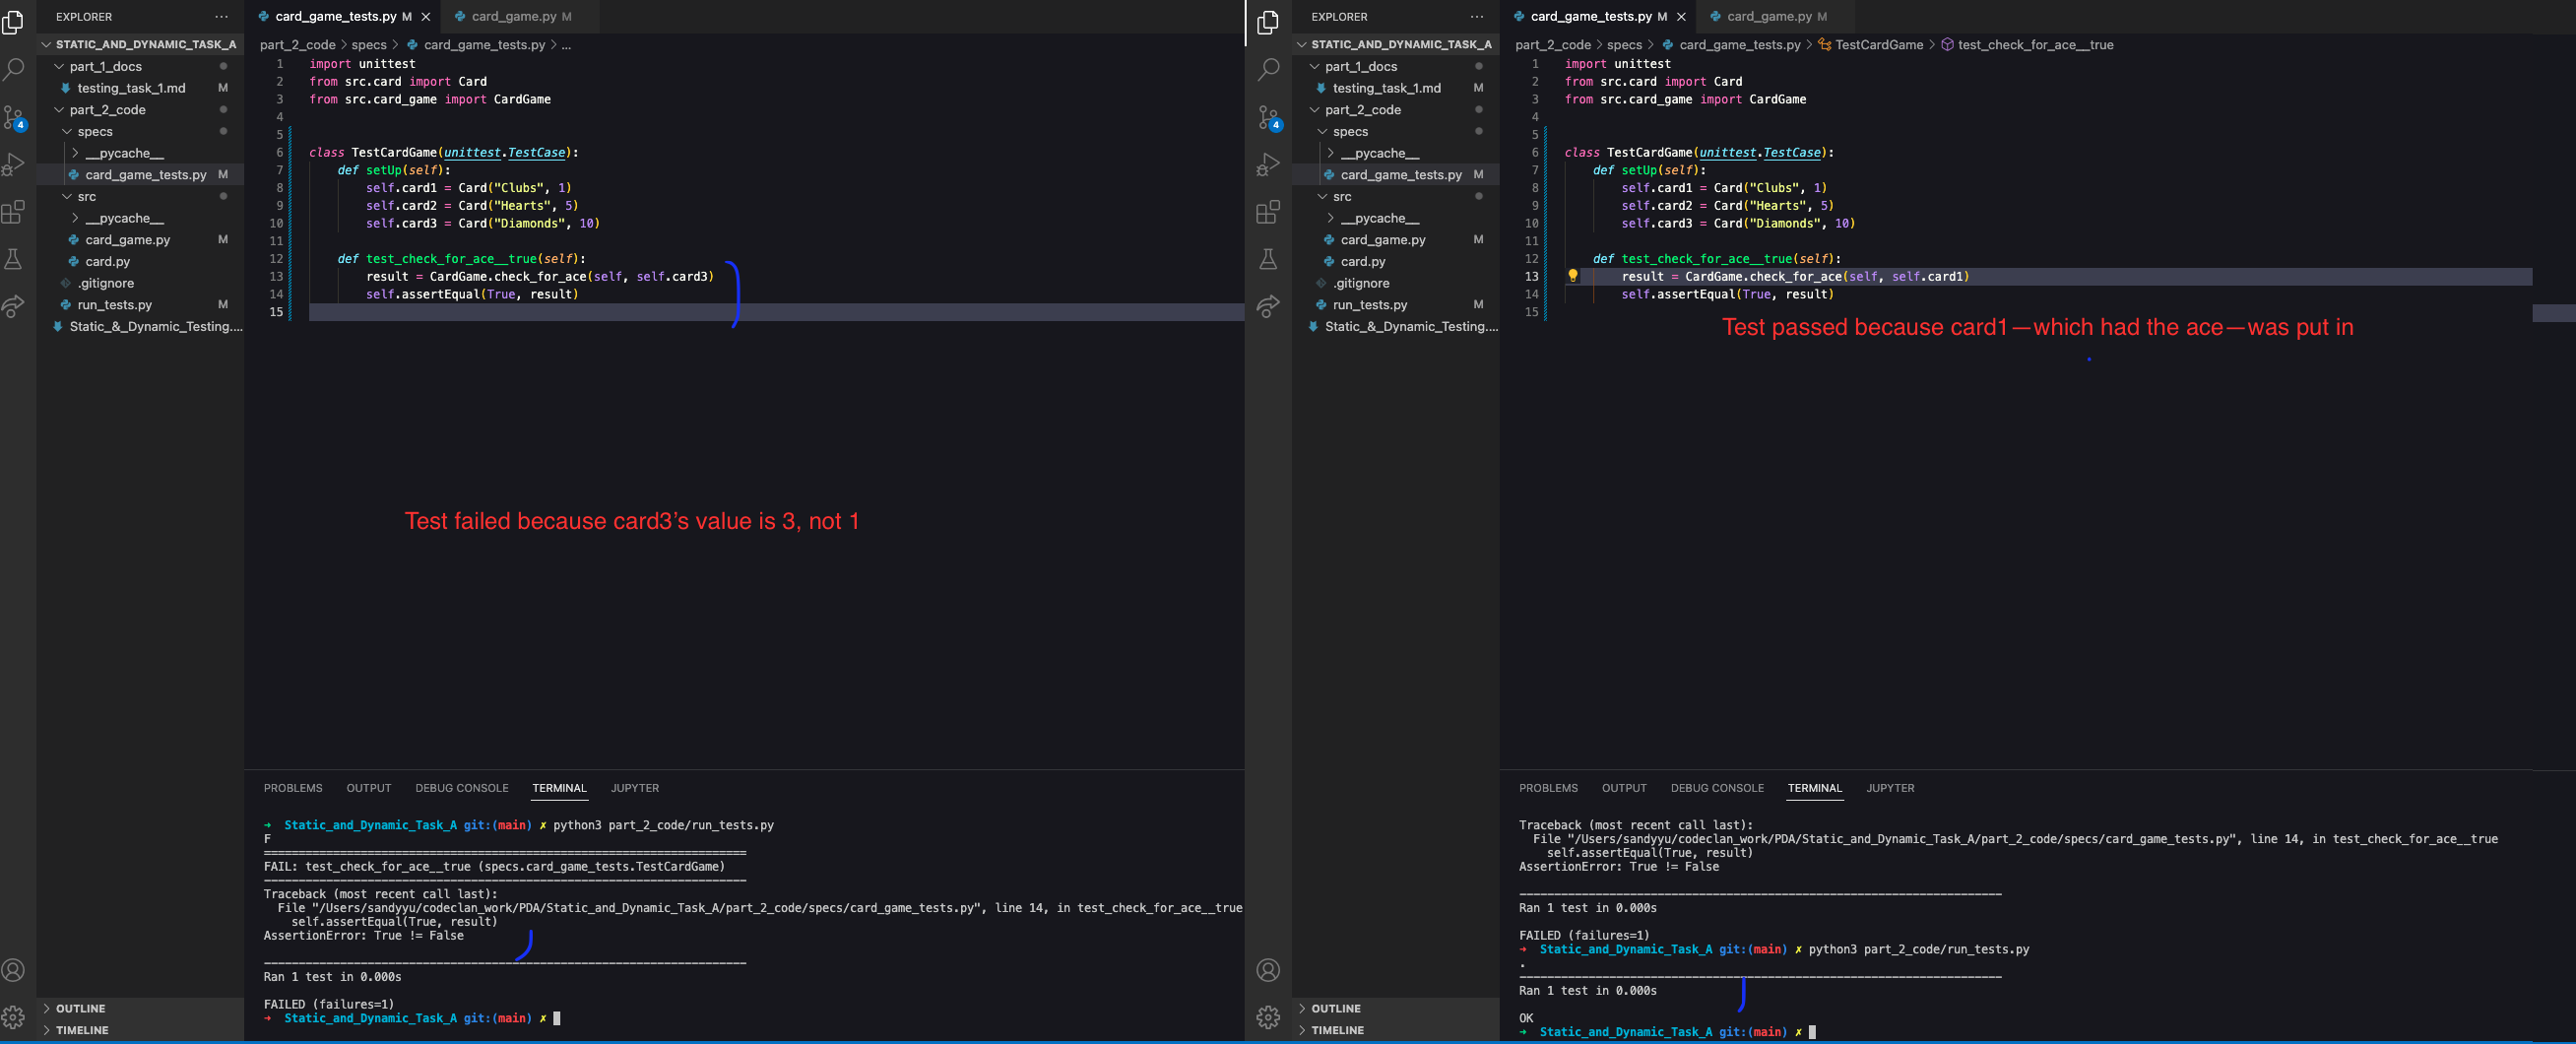 EXPLORER
STATIC_AND_DYNAMIC_TASK_A
part_1_docs
testing_task_1.md M
part_2_code
specs
__pycache__
card_game_tests.py M
src
__pycache__
card_game.py M
card.py
.gitignore
run_tests.py M
Static_&_Dynamic_Testing....
OUTLINE
TIMELINE
4
card_game_tests.py M
card_game.py M
part_2_code > specs > card_game_tests.py > ...
1 import unittest
2 from src.card import Card
3 from src.card_game import CardGame
4
5
6 class TestCardGame(unittest.TestCase):
7 def setUp(self):
8 self.card1 = Card("Clubs", 1)
9 self.card2 = Card("Hearts", 5)
10 self.card3 = Card("Diamonds", 10)
11
12 def test_check_for_ace__true(self):
13 result = CardGame.check_for_ace(self, self.card3)
14 self.assertEqual(True, result)
15
Test failed because card3's value is 3, not 1
PROBLEMS OUTPUT DEBUG CONSOLE TERMINAL JUPYTER
→ Static_and_Dynamic_Task_A git:(main) ✗ python3 part_2_code/run_tests.py
F
======================================================================
FAIL: test_check_for_ace__true (specs.card_game_tests.TestCardGame)
----------------------------------------------------------------------
Traceback (most recent call last):
File "/Users/sandyyu/codeclan_work/PDA/Static_and_Dynamic_Task_A/part_2_code/specs/card_game_tests.py", line 14, in test_check_for_ace__true
self.assertEqual(True, result)
AssertionError: True != False
----------------------------------------------------------------------
Ran 1 test in 0.000s
FAILED (failures=1)
→ Static_and_Dynamic_Task_A git:(main) ✗
EXPLORER
STATIC_AND_DYNAMIC_TASK_A
part_1_docs
testing_task_1.md M
part_2_code
specs
__pycache__
card_game_tests.py M
src
__pycache__
card_game.py M
card.py
.gitignore
run_tests.py M
Static_&_Dynamic_Testing....
OUTLINE
TIMELINE
4
card_game_tests.py M
card_game.py M
part_2_code > specs > card_game_tests.py > TestCardGame > test_check_for_ace__true
1 import unittest
2 from src.card import Card
3 from src.card_game import CardGame
4
5
6 class TestCardGame(unittest.TestCase):
7 def setUp(self):
8 self.card1 = Card("Clubs", 1)
9 self.card2 = Card("Hearts", 5)
10 self.card3 = Card("Diamonds", 10)
11
12 def test_check_for_ace__true(self):
13 result = CardGame.check_for_ace(self, self.card1)
14 self.assertEqual(True, result)
15
Test passed because card1—which had the ace—was put in
PROBLEMS OUTPUT DEBUG CONSOLE TERMINAL JUPYTER
Traceback (most recent call last):
File "/Users/sandyyu/codeclan_work/PDA/Static_and_Dynamic_Task_A/part_2_code/specs/card_game_tests.py", line 14, in test_check_for_ace__true
self.assertEqual(True, result)
AssertionError: True != False
----------------------------------------------------------------------
Ran 1 test in 0.000s
FAILED (failures=1)
→ Static_and_Dynamic_Task_A git:(main) ✗ python3 part_2_code/run_tests.py
.
----------------------------------------------------------------------
Ran 1 test in 0.000s
OK
→ Static_and_Dynamic_Task_A git:(main) ✗